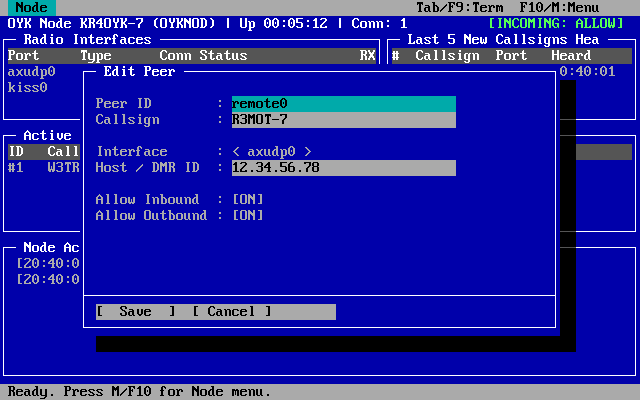 Node Tab/F9:Term F10/M:Menu
OYK Node KR4OYK-7 (OYKNOD) | Up 00:05:12 | Conn: 1 [INCOMING: ALLOW]
Radio Interfaces Last 5 New Callsigns Hea
Port Type Conn Status RX # Callsign Port Heard
axudp0 0:40:01
kiss0
Edit Peer
Peer ID : remote0
Callsign : R3MOT-7
Interface : < axudp0 >
Host / DMR ID : 12.34.56.78
Allow Inbound : [ON]
Allow Outbound : [ON]
[ Save ] [ Cancel ]
Active
ID Call
#1 W3TR
Node Ac
[20:40:0
[20:40:0
Ready. Press M/F10 for Node menu.